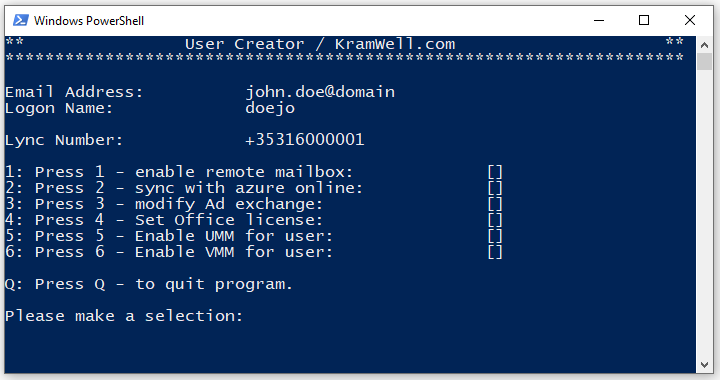 Windows PowerShell
** User Creator / KramWell.com **
********************************************************************
Email Address: john.doe@domain
Logon Name: doejo
Lync Number: +35316000001
1: Press 1 - enable remote mailbox: []
2: Press 2 - sync with azure online: []
3: Press 3 - modify Ad exchange: []
4: Press 4 - Set Office license: []
5: Press 5 - Enable UMM for user: []
6: Press 6 - Enable VMM for user: []
Q: Press Q - to quit program.
Please make a selection: